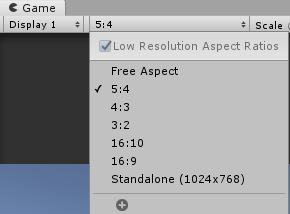 Game
Display 1 5:4 Scale
Low Resolution Aspect Ratios
Free Aspect
5:4
4:3
3:2
16:10
16:9
Standalone (1024x768)